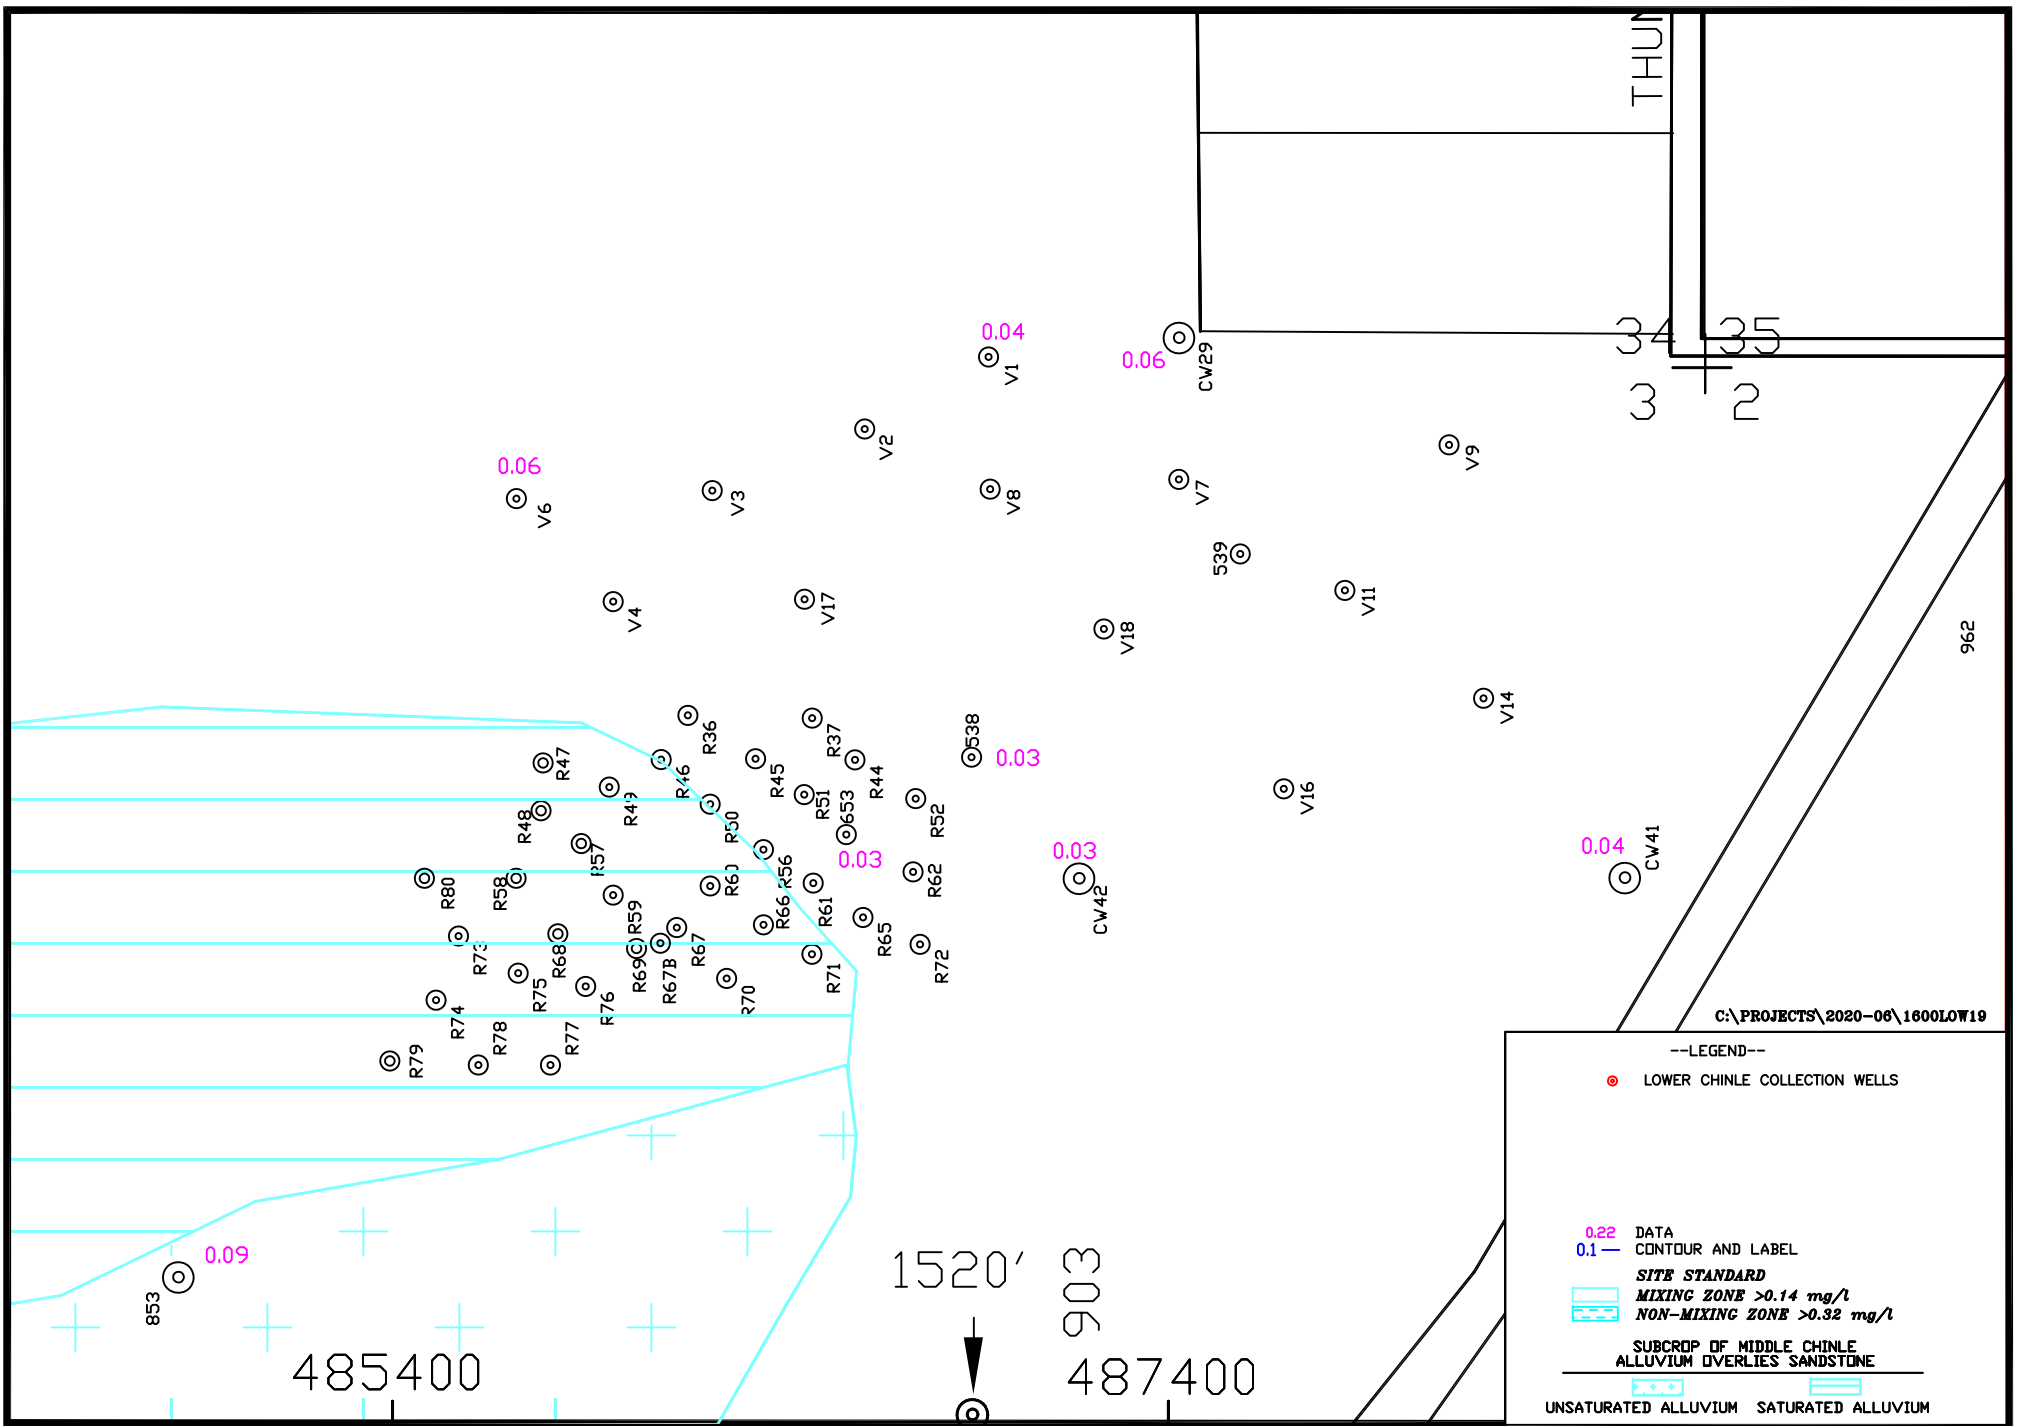 THUN
0.04
V1
0.06
CW29
34 35
3 2
V2
V9
0.06
V6
V3
V8
V7
539
V11
V4
V17
V18
962
V14
R36
R37
538
0.03
R47
R46
R45
R44
R49
R51
653
R52
V16
R48
R50
R57
R56
0.03
0.03
CW42
0.04
CW41
R80
R58
R60
R61
R62
R59
R66
R65
R73
R68
R69
R67B
R67
R71
R72
R75
R76
R70
R74
R78
R77
R79
C:\PROJECTS\2020-06\1600LOW19
--LEGEND--
LOWER CHINLE COLLECTION WELLS
0.22 DATA
0.1 CONTOUR AND LABEL
SITE STANDARD
MIXING ZONE >0.14 mg/l
NON-MIXING ZONE >0.32 mg/l
SUBCROP OF MIDDLE CHINLE
ALLUVIUM OVERLIES SANDSTONE
UNSATURATED ALLUVIUM SATURATED ALLUVIUM
0.09
853
1520'
903
485400
487400